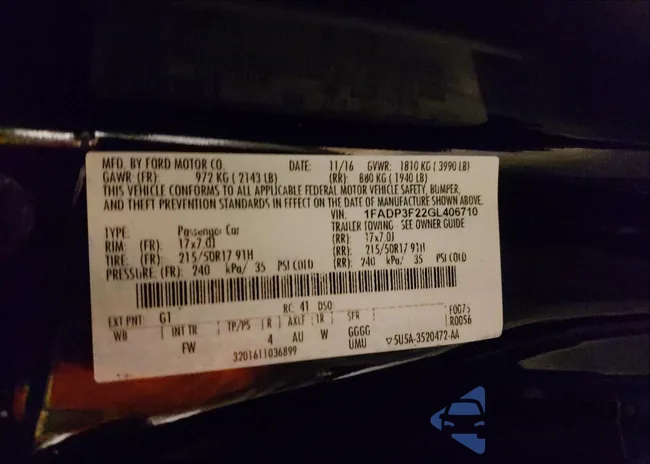 MFD. BY FORD MOTOR CO. DATE: 11/16 GVWR: 1810 KG ( 3990 LB)
GAWR (FR): 972 KG ( 2143 LB) (RR): 880 KG ( 1940 LB)
THIS VEHICLE CONFORMS TO ALL APPLICABLE FEDERAL MOTOR VEHICLE SAFETY, BUMPER,
AND THEFT PREVENTION STANDARDS IN EFFECT ON THE DATE OF MANUFACTURE SHOWN ABOVE.
VIN: 1FADP3F22GL406710
TYPE: Passenger Car TRAILER TOWING - SEE OWNER GUIDE
RIM (FR): 17x7.0J (RR): 17x7.0J
TIRE: (FR): 215/50R17 91H (RR): 215/50R17 91H
PRESSURE: (FR): 240 kPa/ 35 PSI COLD (RR): 240 kPa/ 35 PSI COLD
EXT PNT: G1 RC: 41 DSO: F0075
WB INT TR TP/PS R AXLE TR SPR R0056
FW 4 AU W GGGG
UMU
3201611036899 ▽ 5U5A-3520472-AA